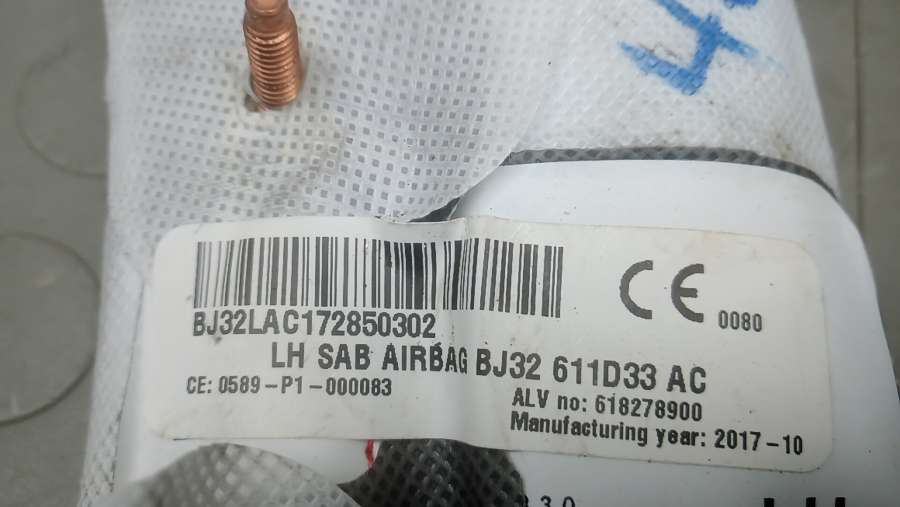 BJ32LAC172850302
CE 0080
LH SAB AIRBAG BJ32 611D33 AC
CE: 0589-P1-000083
ALV no: 618278900
Manufacturing year: 2017-10